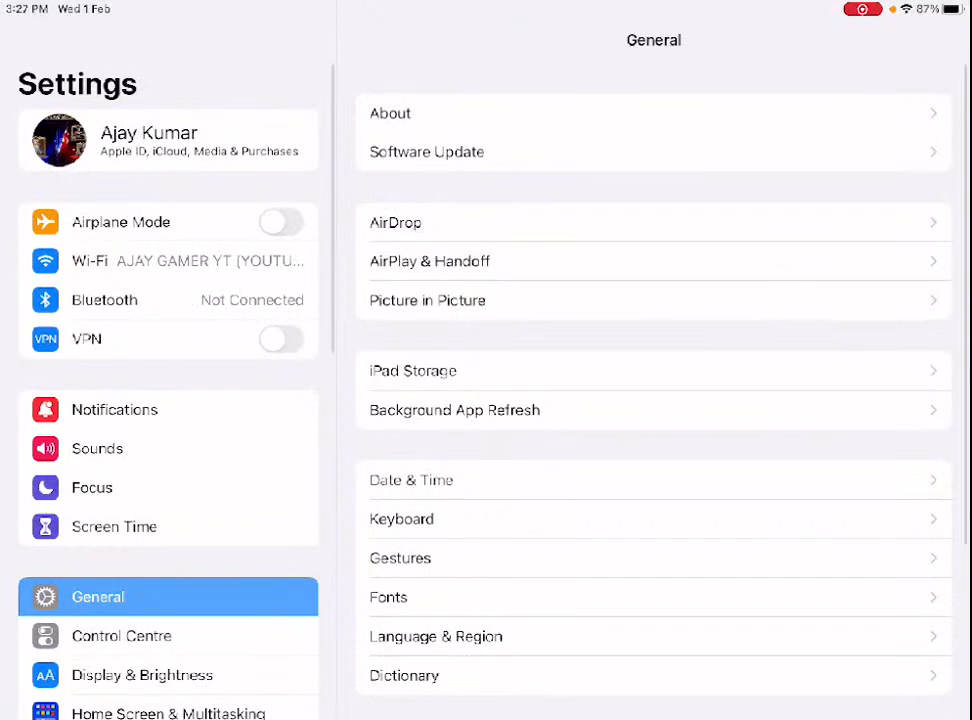 3:27 PM Wed 1 Feb
87%
Settings
Ajay Kumar
Apple ID, iCloud, Media & Purchases
Airplane Mode
Wi-Fi AJAY GAMER YT (YOUTU...
Bluetooth Not Connected
VPN VPN
Notifications
Sounds
Focus
Screen Time
General
Control Centre
AA Display & Brightness
Home Screen & Multitasking
General
About
Software Update
AirDrop
AirPlay & Handoff
Picture in Picture
iPad Storage
Background App Refresh
Date & Time
Keyboard
Gestures
Fonts
Language & Region
Dictionary